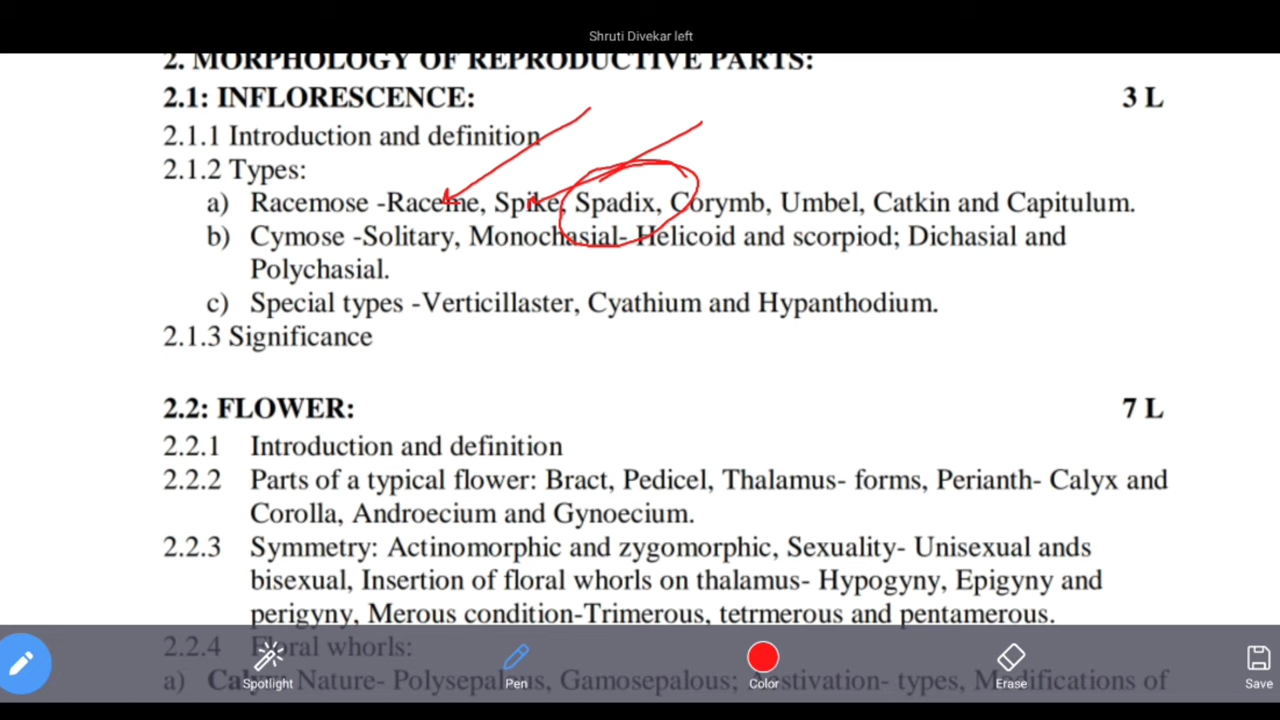 Shruti Divekar left
2. MORPHOLOGY OF REPRODUCTIVE PARTS:
2.1: INFLORESCENCE: 3 L
2.1.1 Introduction and definition
2.1.2 Types:
a) Racemose -Raceme, Spike, Spadix, Corymb, Umbel, Catkin and Capitulum.
b) Cymose -Solitary, Monochasial- Helicoid and scorpiod; Dichasial and
Polychasial.
c) Special types -Verticillaster, Cyathium and Hypanthodium.
2.1.3 Significance
2.2: FLOWER: 7 L
2.2.1 Introduction and definition
2.2.2 Parts of a typical flower: Bract, Pedicel, Thalamus- forms, Perianth- Calyx and
Corolla, Androecium and Gynoecium.
2.2.3 Symmetry: Actinomorphic and zygomorphic, Sexuality- Unisexual ands
bisexual, Insertion of floral whorls on thalamus- Hypogyny, Epigyny and
perigyny, Merous condition-Trimerous, tetrmerous and pentamerous.
2.2.4 Floral whorls:
a) Calyx Nature- Polysepalous, Gamosepalous; Aestivation- types, Modifications of
Spotlight Pen Color Erase Save